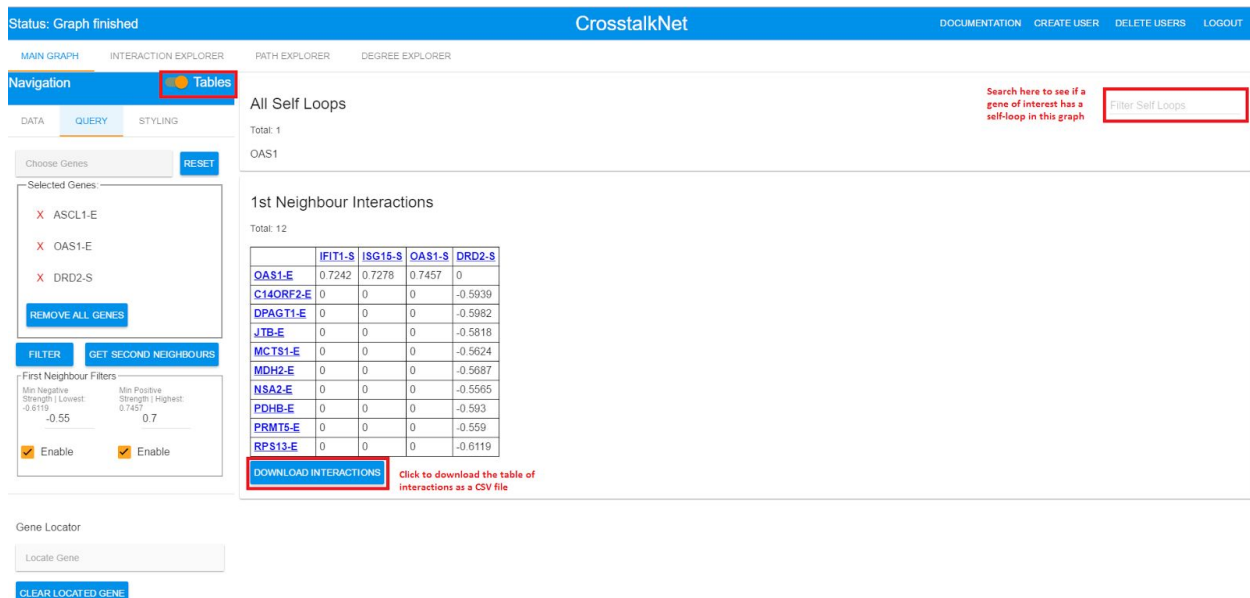 Status: Graph finished
CrosstalkNet
DOCUMENTATION CREATE USER DELETE USERS LOGOUT
MAIN GRAPH INTERACTION EXPLORER PATH EXPLORER DEGREE EXPLORER
Navigation
Tables
DATA QUERY STYLING
Choose Genes
RESET
Selected Genes:
X ASCL1-E
X OAS1-E
X DRD2-S
REMOVE ALL GENES
FILTER
GET SECOND NEIGHBOURS
First Neighbour Filters
Min Negative
Strength | Lowest:
-0.6119
-0.55
Min Positive
Strength | Highest:
0.7457
0.7
Enable
Enable
Gene Locator
Locate Gene
CLEAR LOCATED GENE
All Self Loops
Total: 1
OAS1
Search here to see if a
gene of interest has a
self-loop in this graph
Filter Self Loops
1st Neighbour Interactions
Total: 12
IFIT1-S ISG15-S OAS1-S DRD2-S
OAS1-E 0.7242 0.7278 0.7457 0
C14ORF2-E 0 0 0 -0.5939
DPAGT1-E 0 0 0 -0.5982
JTB-E 0 0 0 -0.5818
MCTS1-E 0 0 0 -0.5624
MDH2-E 0 0 0 -0.5687
NSA2-E 0 0 0 -0.5565
PDHB-E 0 0 0 -0.593
PRMT5-E 0 0 0 -0.559
RPS13-E 0 0 0 -0.6119
DOWNLOAD INTERACTIONS
Click to download the table of
interactions as a CSV file